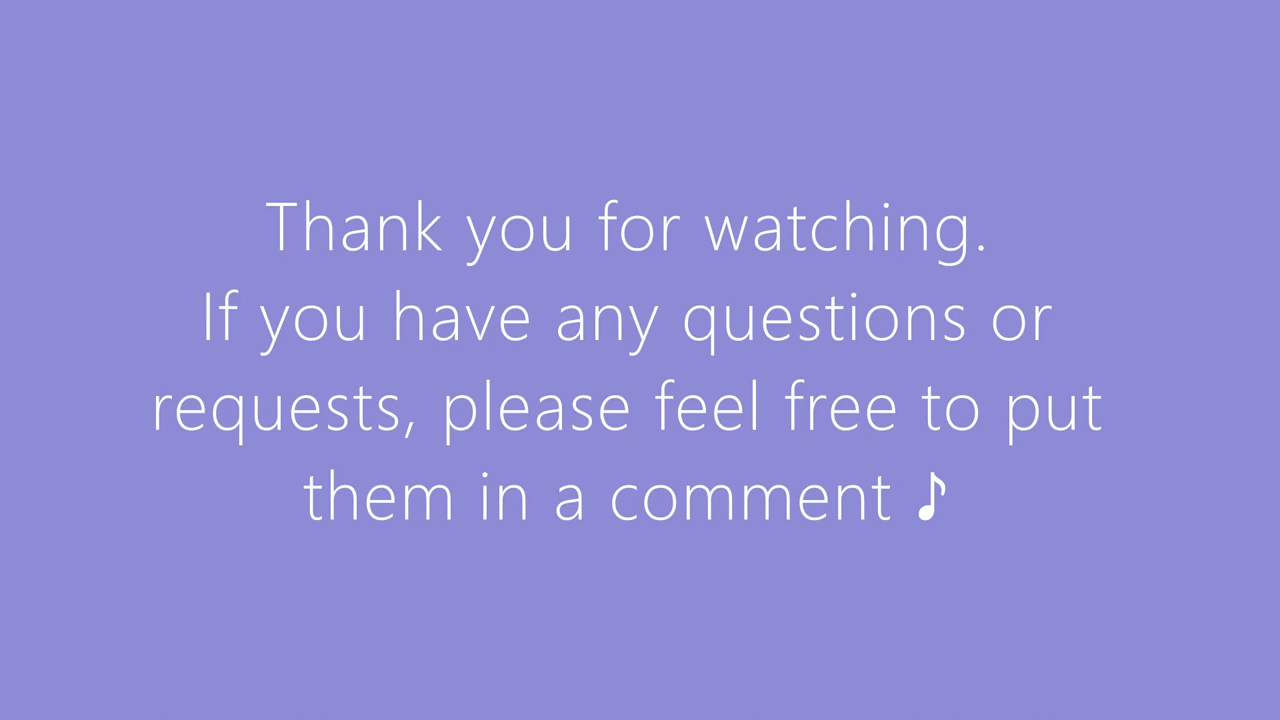 Thank you for watching.
If you have any questions or
requests, please feel free to put
them in a comment ♪